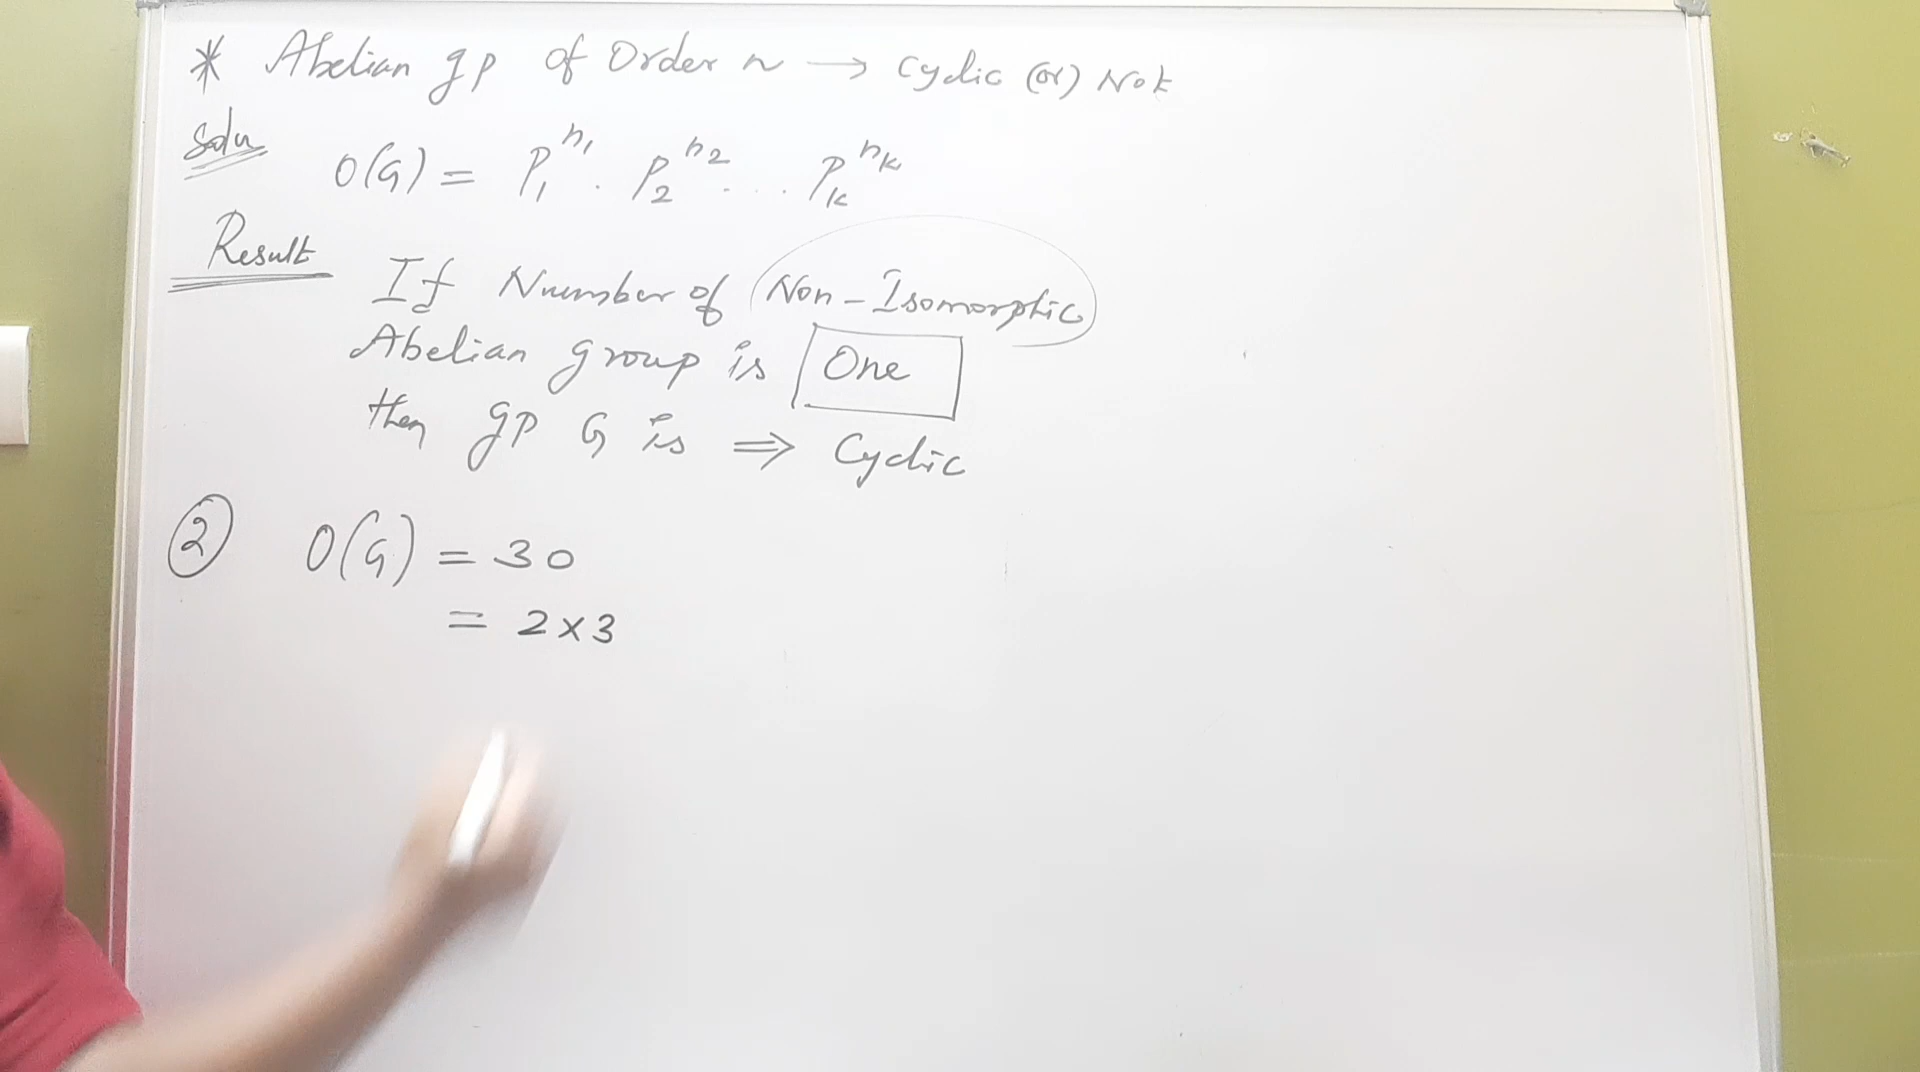 * Abelian gp of Order n → Cyclic (or) Not
Soln
O(G) = P₁^n₁ . P₂^n₂ . . . Pₖ^nₖ
Result
If Number of Non-Isomorphic
Abelian group is One
then gp G is ⇒ Cyclic
② O(G) = 30
= 2×3